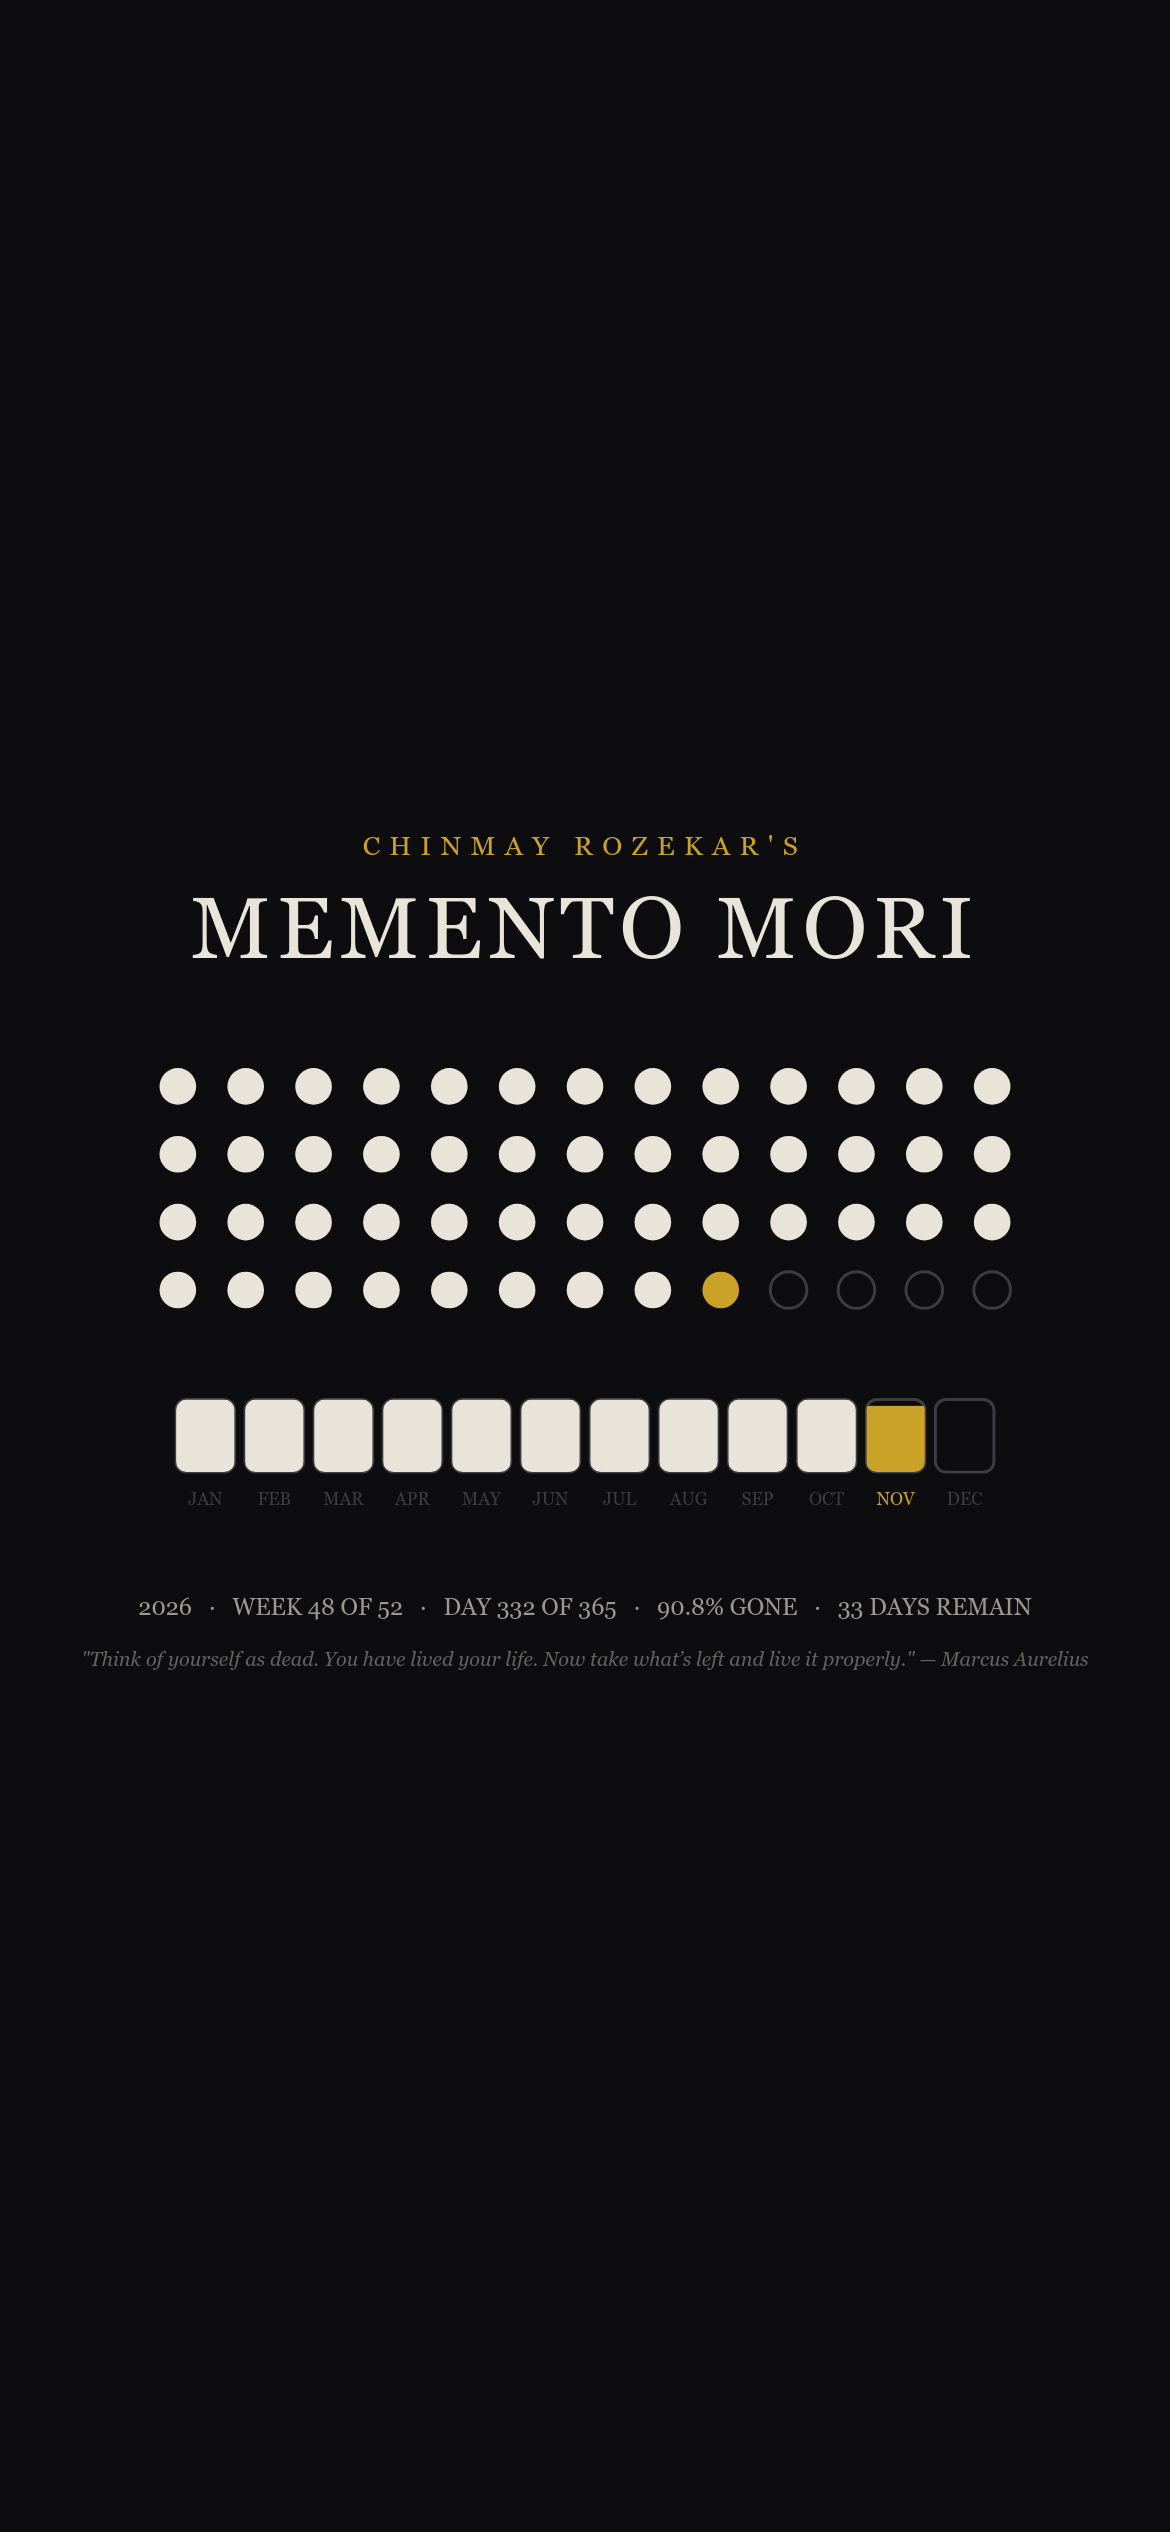 CHINMAY ROZEKAR'S
MEMENTO MORI
JAN FEB MAR APR MAY JUN JUL AUG SEP OCT NOV DEC
2026 · WEEK 48 OF 52 · DAY 332 OF 365 · 90.8% GONE · 33 DAYS REMAIN
"Think of yourself as dead. You have lived your life. Now take what’s left and live it properly." — Marcus Aurelius